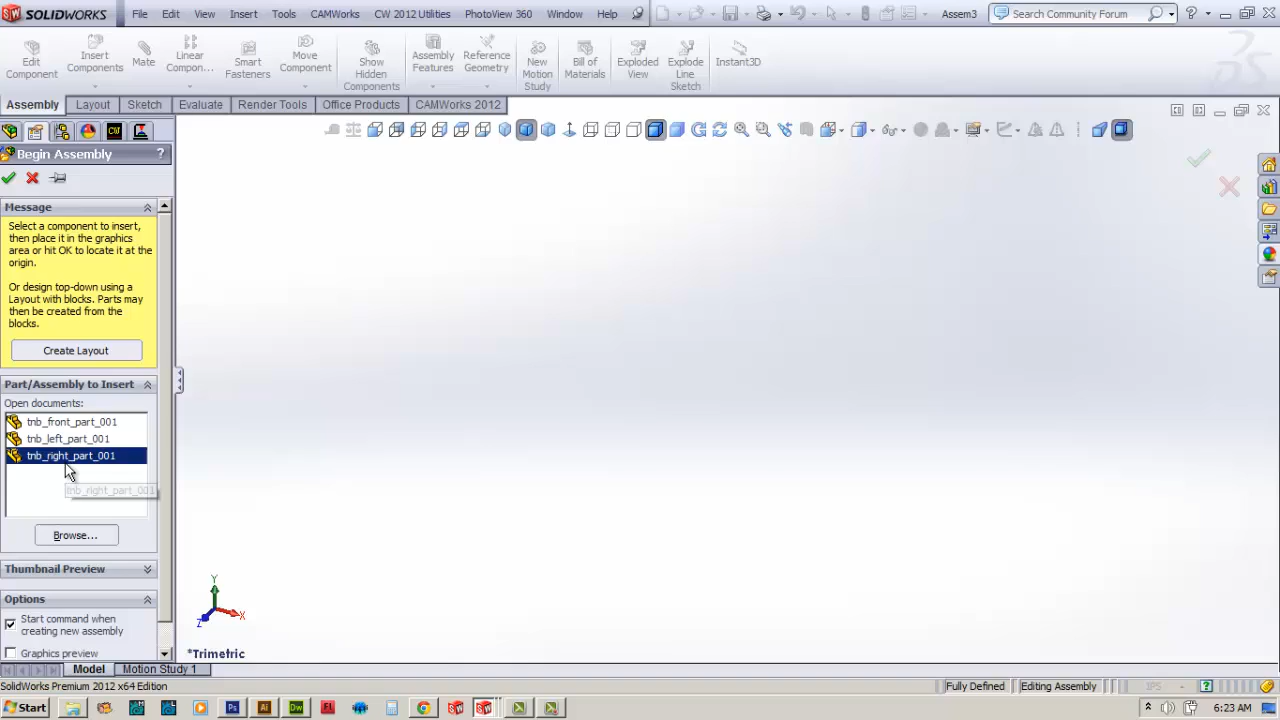 SOLIDWORKS File Edit View Insert Tools CAMWorks CW 2012 Utilities PhotoView 360 Window Help Assem3 Search Community Forum
Edit Component
Insert Components
Mate
Linear Compon...
Smart Fasteners
Move Component
Show Hidden Components
Assembly Features
Reference Geometry
New Motion Study
Bill of Materials
Exploded View
Explode Line Sketch
Instant3D
Assembly Layout Sketch Evaluate Render Tools Office Products CAMWorks 2012
Begin Assembly ?
Message
Select a component to insert,
then place it in the graphics
area or hit OK to locate it at the
origin.
Or design top-down using a
Layout with blocks. Parts may
then be created from the
blocks.
Create Layout
Part/Assembly to Insert
Open documents:
tnb_front_part_001
tnb_left_part_001
tnb_right_part_001
tnb_right_part_001
Browse...
Thumbnail Preview
Options
Start command when
creating new assembly
Graphics preview
Y
X
Z
*Trimetric
Model Motion Study 1
SolidWorks Premium 2012 x64 Edition Fully Defined Editing Assembly IPS ?
Start Ps Ai Dw FL 6:23 AM